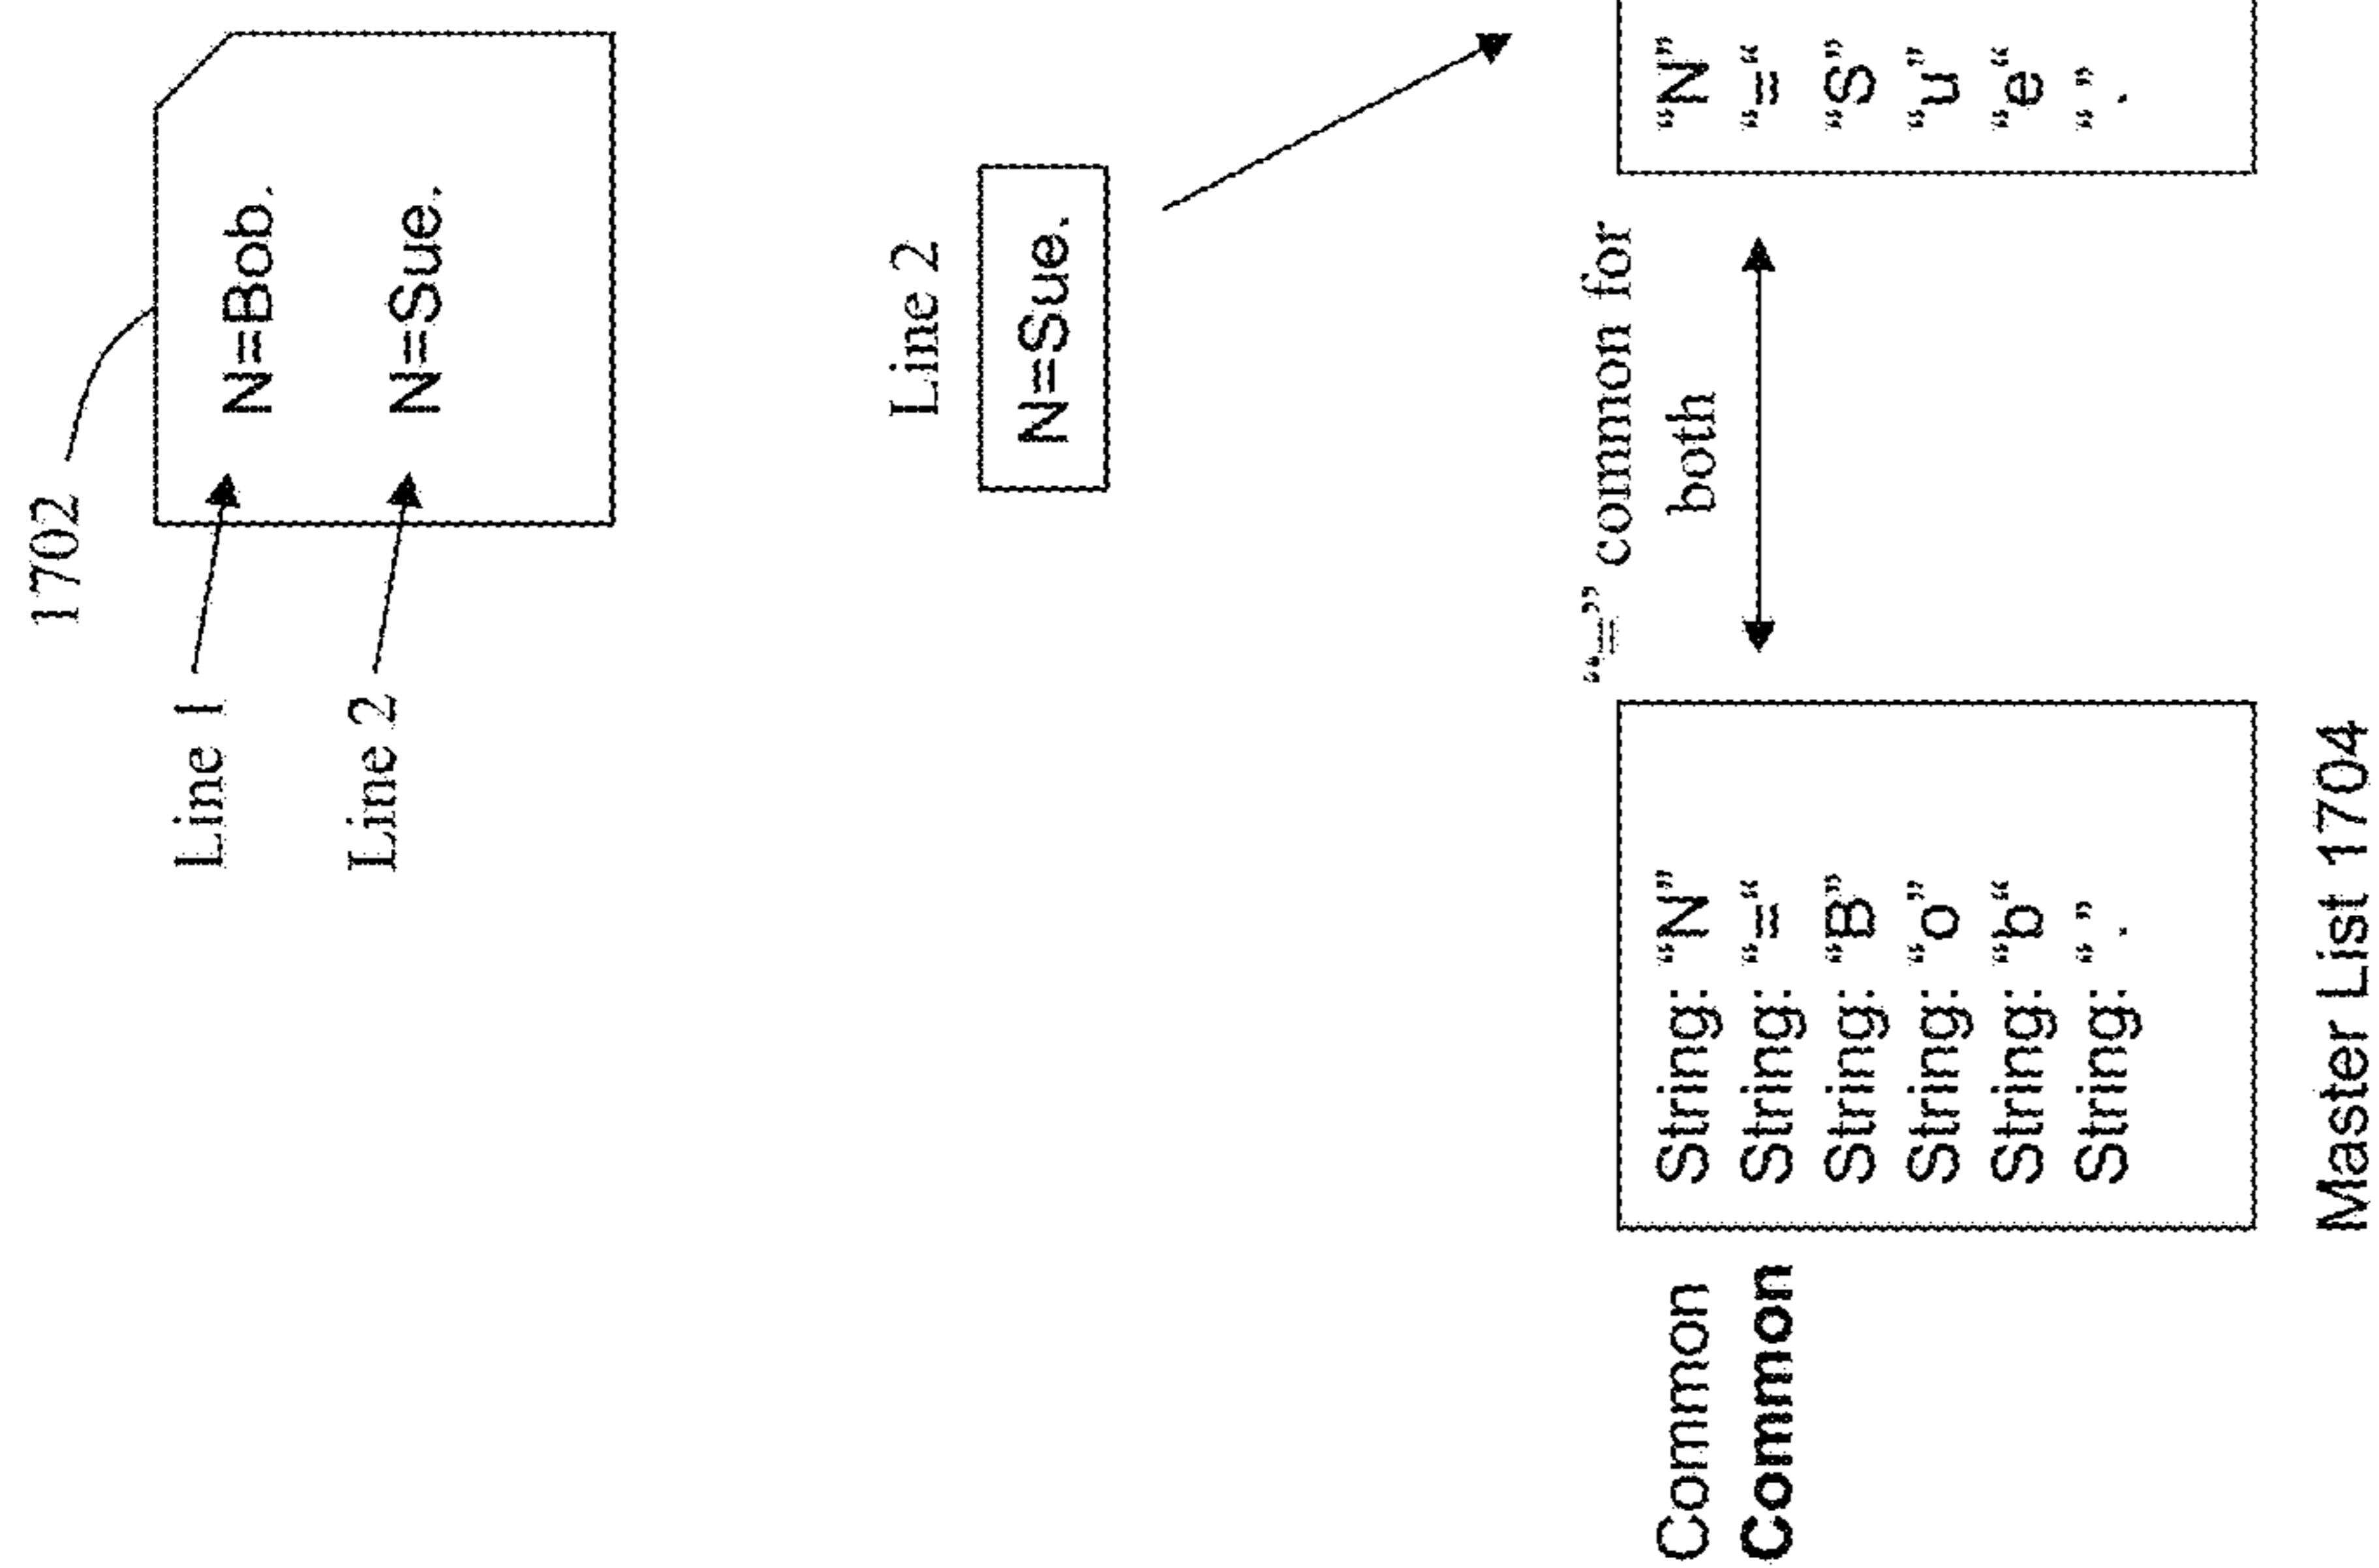 1702
Line 1
N=Bob.
Line 2
N=Sue.
Line 2
N=Sue.
“=” common for
both
Common
String: “N”
“N”
Common
String: “=“
“=“
String: “B”
“S”
String: “o”
“u”
String: “b“
“e“
String: “.”
“.”
Master List 1704